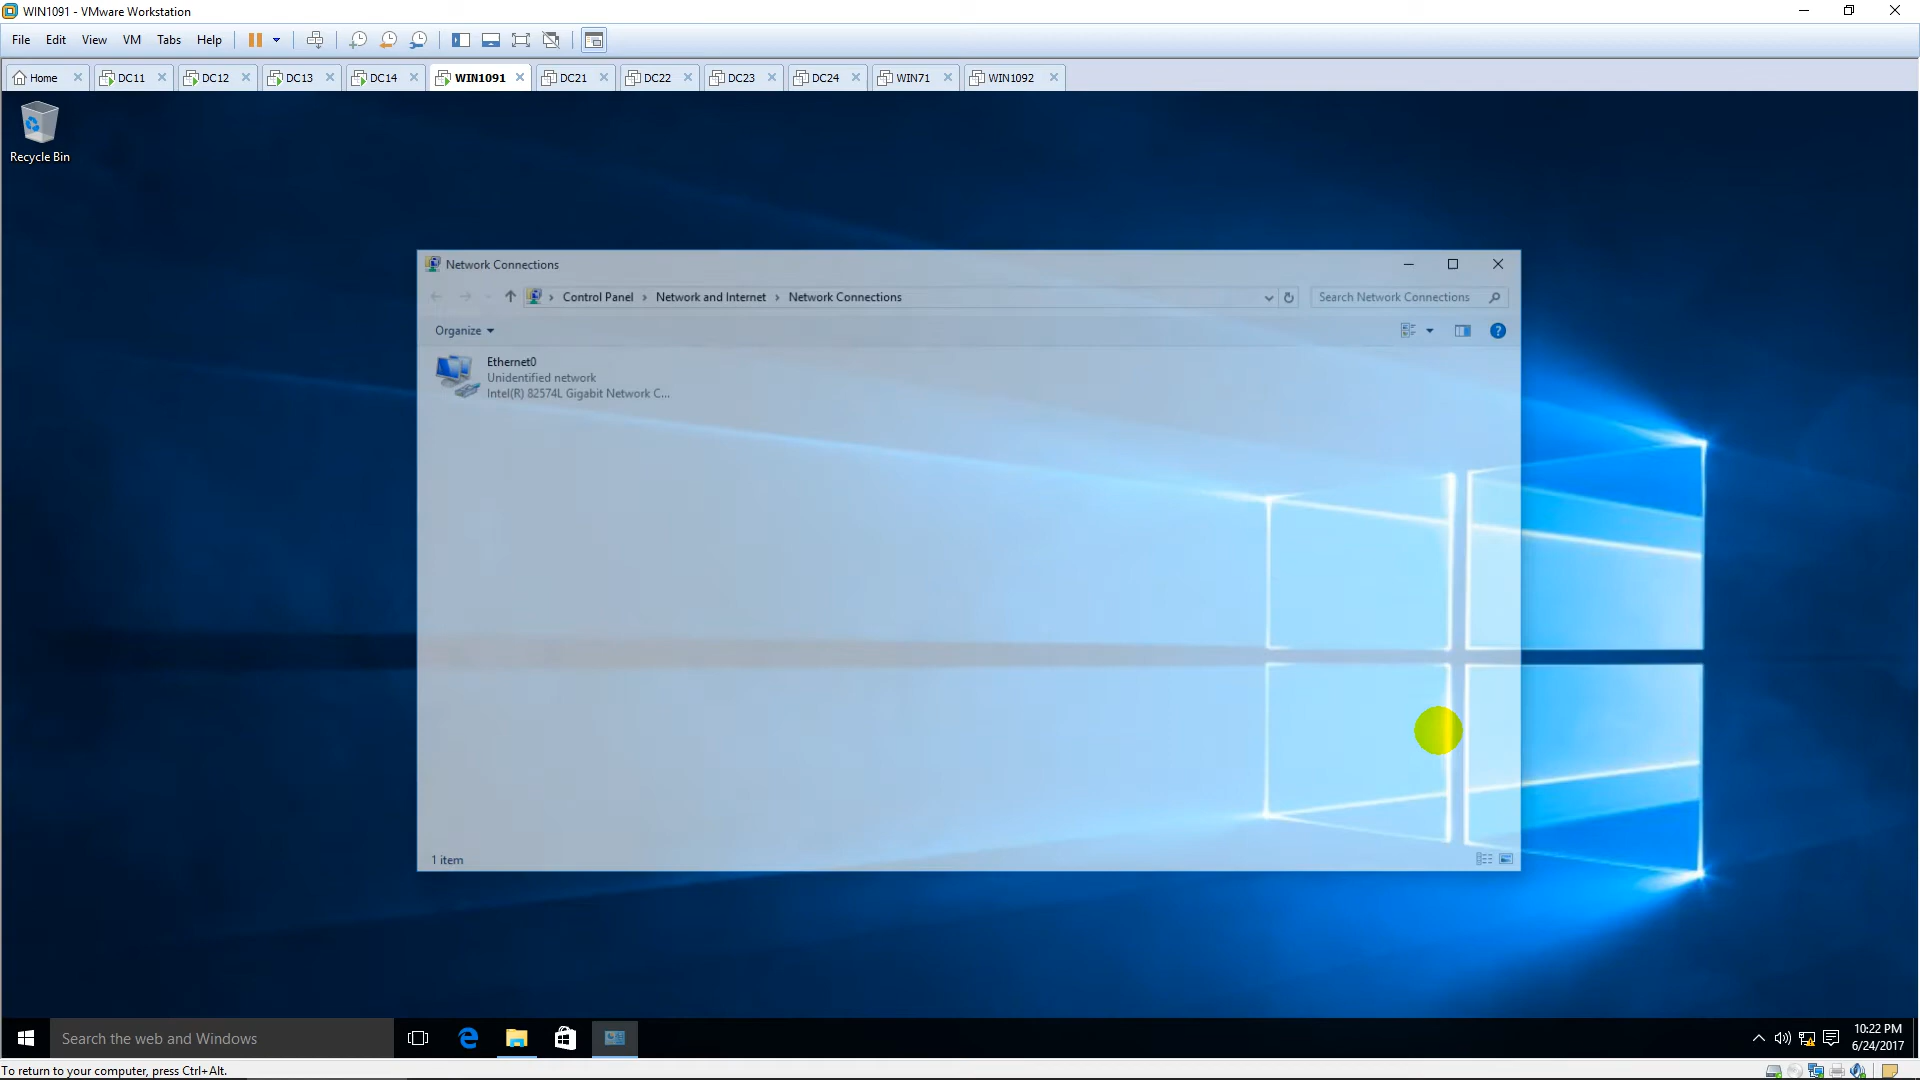 WIN1091 - VMware Workstation
File Edit View VM Tabs Help
Home DC11 DC12 DC13 DC14 WIN1091 DC21 DC22 DC23 DC24 WIN71 WIN1092
Recycle Bin
Network Connections
Control Panel > Network and Internet > Network Connections
Search Network Connections
Organize
Ethernet0
Unidentified network
Intel(R) 82574L Gigabit Network C...
1 item
Search the web and Windows
10:22 PM
6/24/2017
To return to your computer, press Ctrl+Alt.